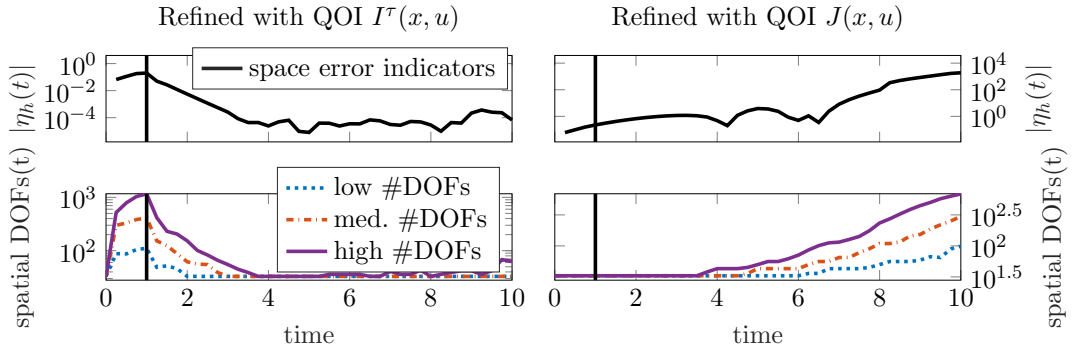 Refined with QOI I^τ(x, u)
Refined with QOI J(x, u)
|η_h(t)|
10^0
10^−2
10^−4
space error indicators
10^4
10^2
10^0
|η_h(t)|
spatial DOFs(t)
10^3
10^2
low #DOFs
med. #DOFs
high #DOFs
0 2 4 6 8 10
time
10^2.5
10^2
10^1.5
spatial DOFs(t)
0 2 4 6 8 10
time